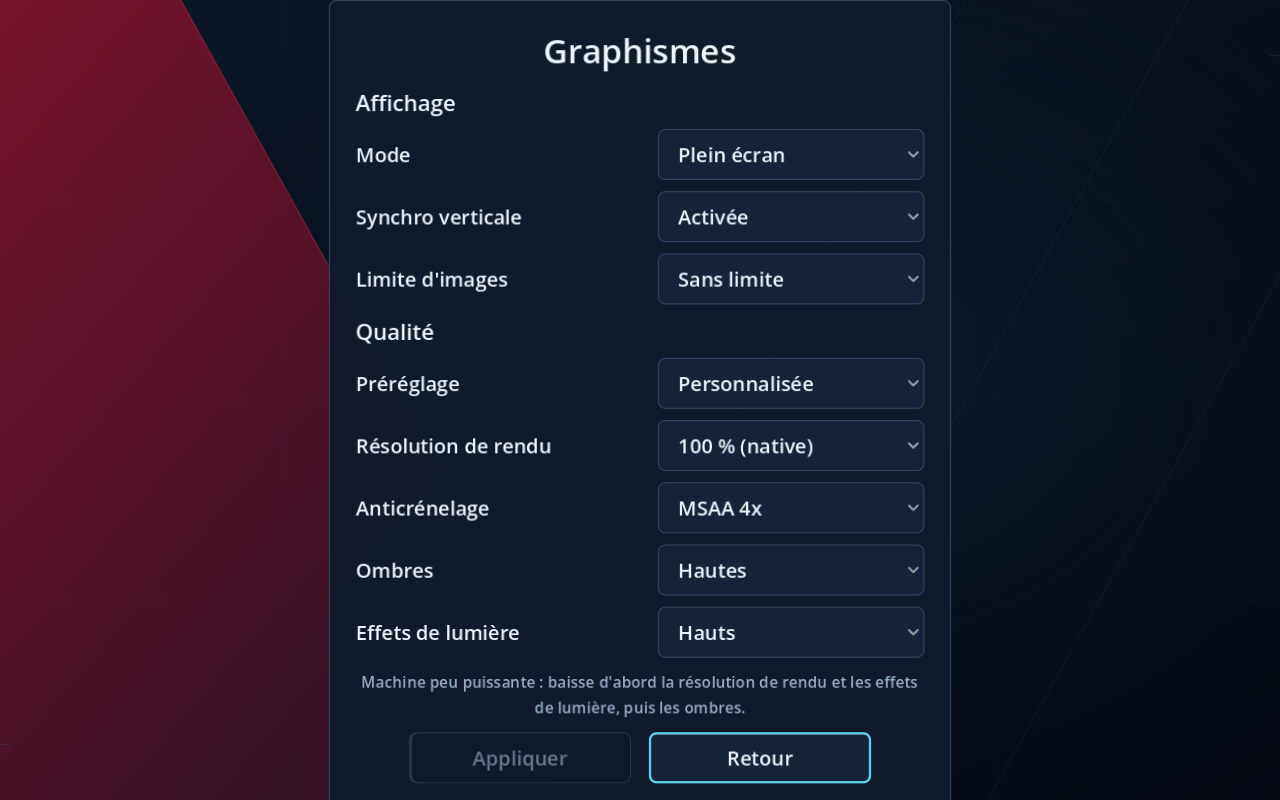 Graphismes
Affichage
Mode
Plein écran
Synchro verticale
Activée
Limite d'images
Sans limite
Qualité
Préréglage
Personnalisée
Résolution de rendu
100 % (native)
Anticrénelage
MSAA 4x
Ombres
Hautes
Effets de lumière
Hauts
Machine peu puissante : baisse d'abord la résolution de rendu et les effets
de lumière, puis les ombres.
Appliquer
Retour